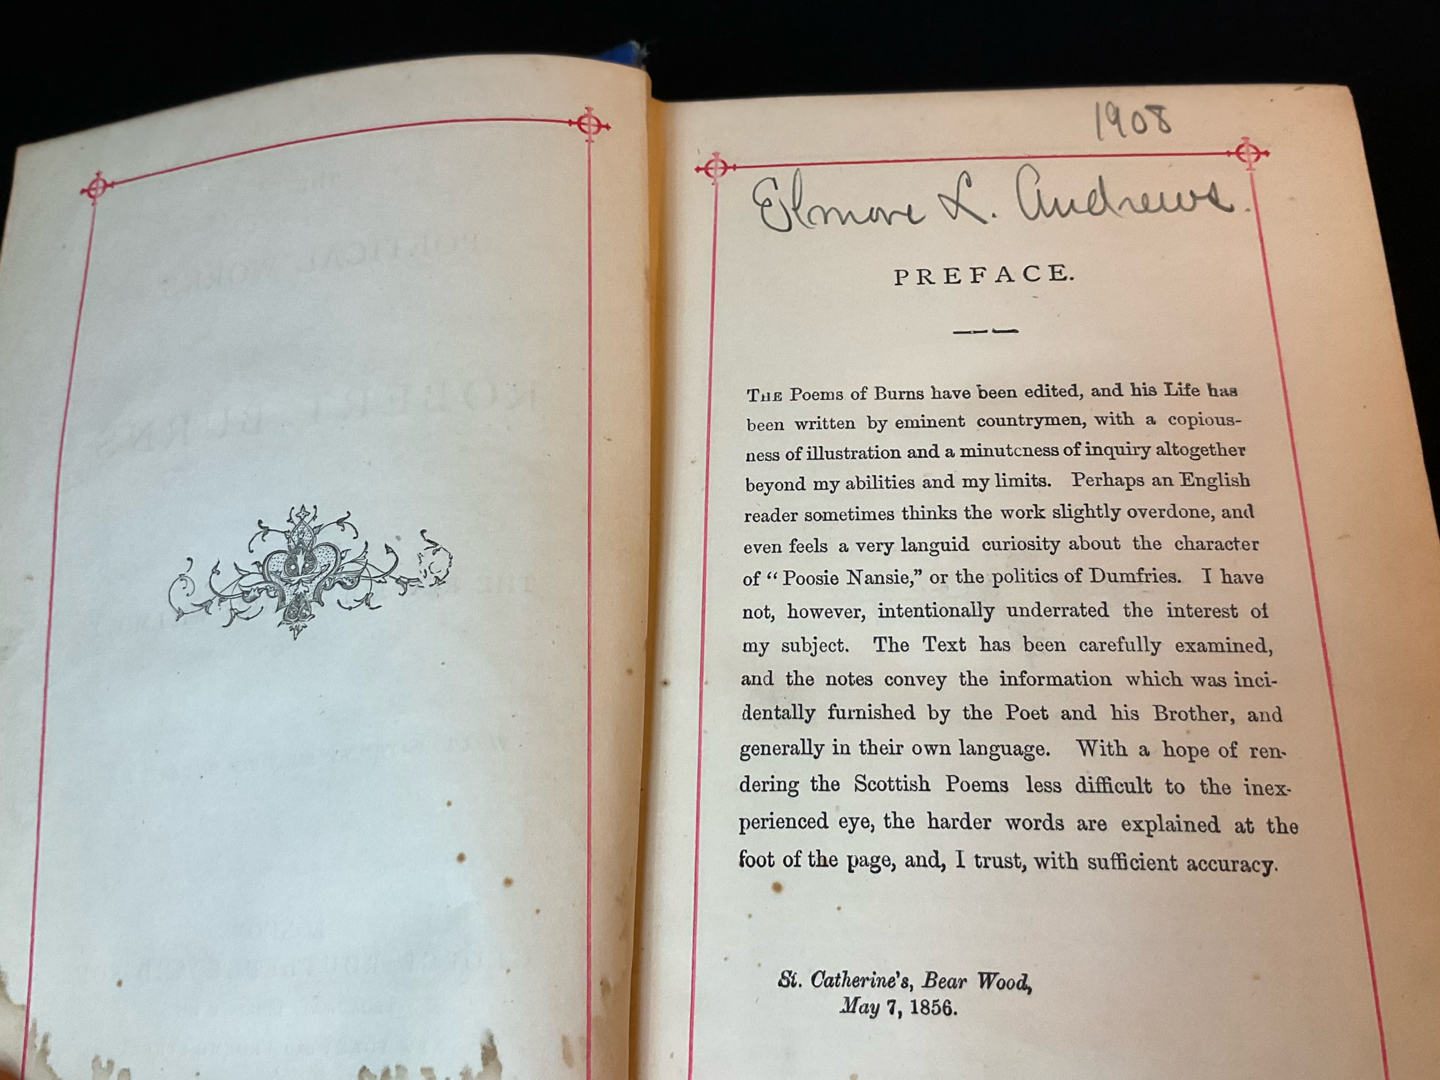 1908
Elmore L. Andrews.
PREFACE.
THE Poems of Burns have been edited, and his Life has
been written by eminent countrymen, with a copious-
ness of illustration and a minuteness of inquiry altogether
beyond my abilities and my limits. Perhaps an English
reader sometimes thinks the work slightly overdone, and
even feels a very languid curiosity about the character
of “Poosie Nansie,” or the politics of Dumfries. I have
not, however, intentionally underrated the interest of
my subject. The Text has been carefully examined,
and the notes convey the information which was inci-
dentally furnished by the Poet and his Brother, and
generally in their own language. With a hope of ren-
dering the Scottish Poems less difficult to the inex-
perienced eye, the harder words are explained at the
foot of the page, and, I trust, with sufficient accuracy.
St. Catherine's, Bear Wood,
May 7, 1856.